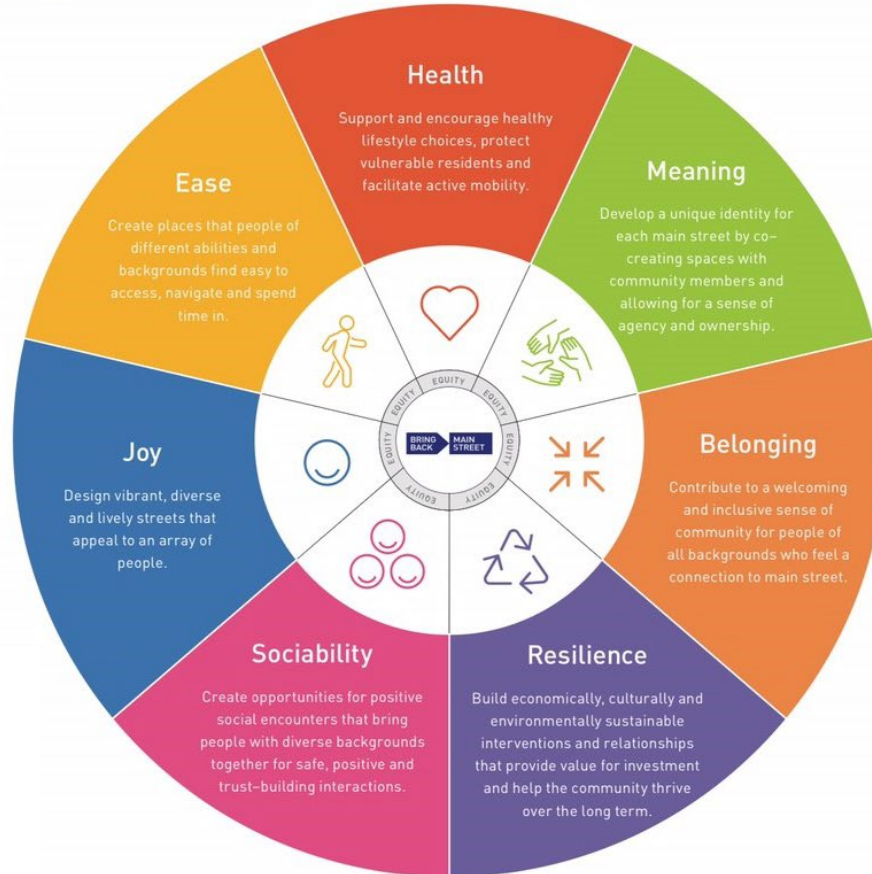 Health
Support and encourage healthy
lifestyle choices, protect
vulnerable residents and
facilitate active mobility.
Meaning
Develop a unique identity for
each main street by co–
creating spaces with
community members and
allowing for a sense of
agency and ownership.
Belonging
Contribute to a welcoming
and inclusive sense of
community for people of
all backgrounds who feel a
connection to main street.
Resilience
Build economically, culturally and
environmentally sustainable
interventions and relationships
that provide value for investment
and help the community thrive
over the long term.
Sociability
Create opportunities for positive
social encounters that bring
people with diverse backgrounds
together for safe, positive and
trust–building interactions.
Joy
Design vibrant, diverse
and lively streets that
appeal to an array of
people.
Ease
Create places that people of
different abilities and
backgrounds find easy to
access, navigate and spend
time in.
EQUITY
EQUITY
EQUITY
EQUITY
EQUITY
EQUITY
EQUITY
BRING MAIN
BACK STREET